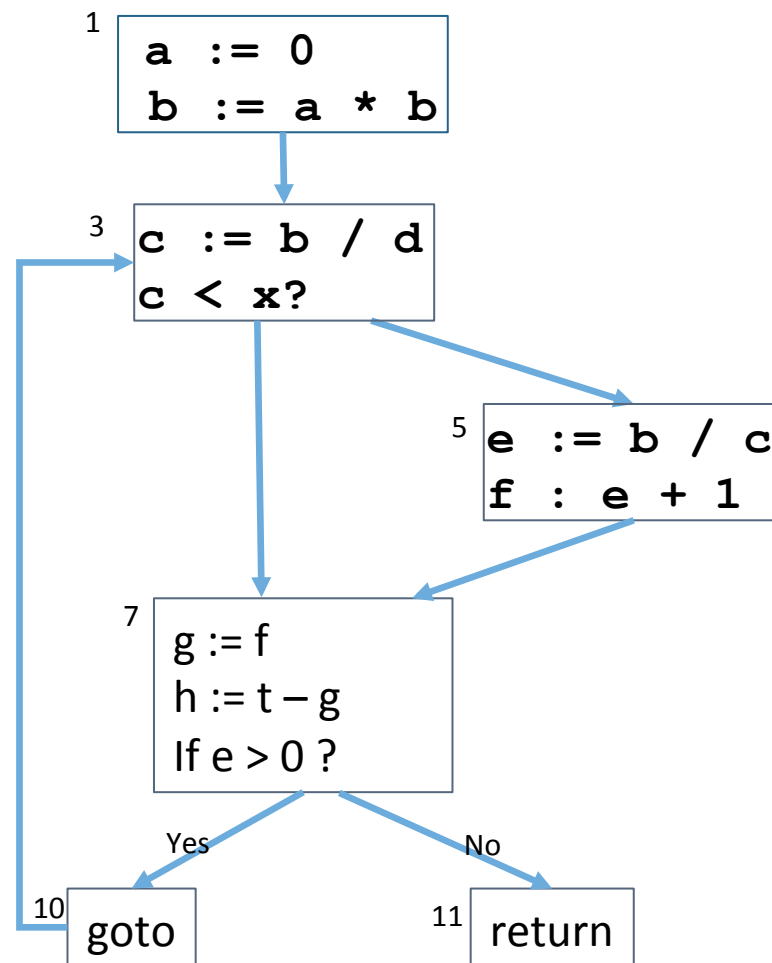 1
a := 0
b := a * b
3
c := b / d
c < x?
5
e := b / c
f : e + 1
7
g := f
h := t – g
If e > 0 ?
Yes
No
10
goto
11
return